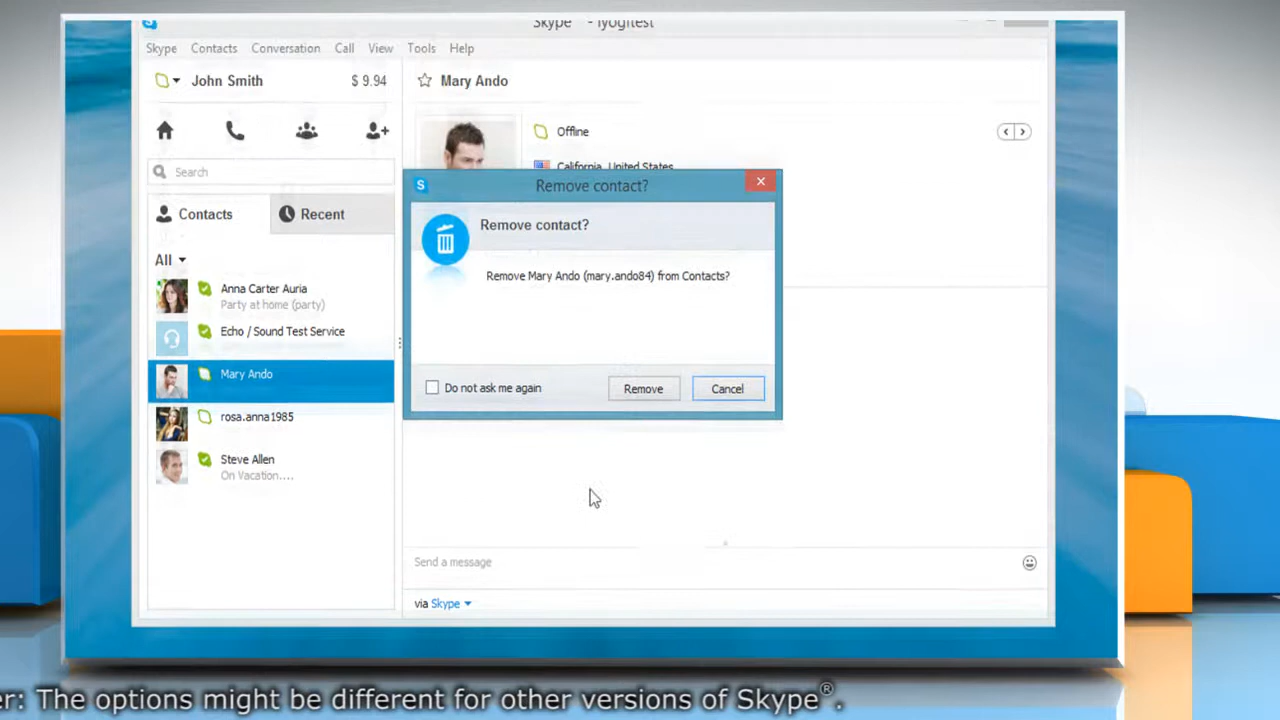 Skype - iyogitest
Skype Contacts Conversation Call View Tools Help
John Smith $ 9.94
Mary Ando
Offline
California, United States
Search
Contacts Recent
All
Anna Carter Auria
Party at home (party)
Echo / Sound Test Service
Mary Ando
rosa.anna1985
Steve Allen
On Vacation....
S
Remove contact?
Remove contact?
Remove Mary Ando (mary.ando84) from Contacts?
Do not ask me again Remove Cancel
Send a message
via Skype
er: The options might be different for other versions of Skype®.